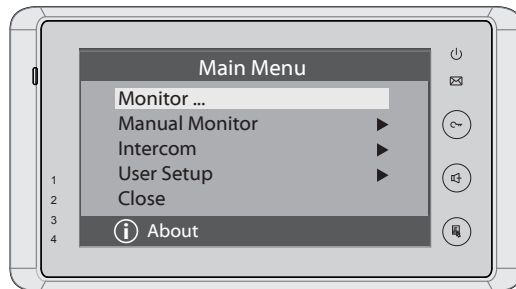 Main Menu
Monitor ...
Manual Monitor
Intercom
User Setup
Close
About
1
2
3
4